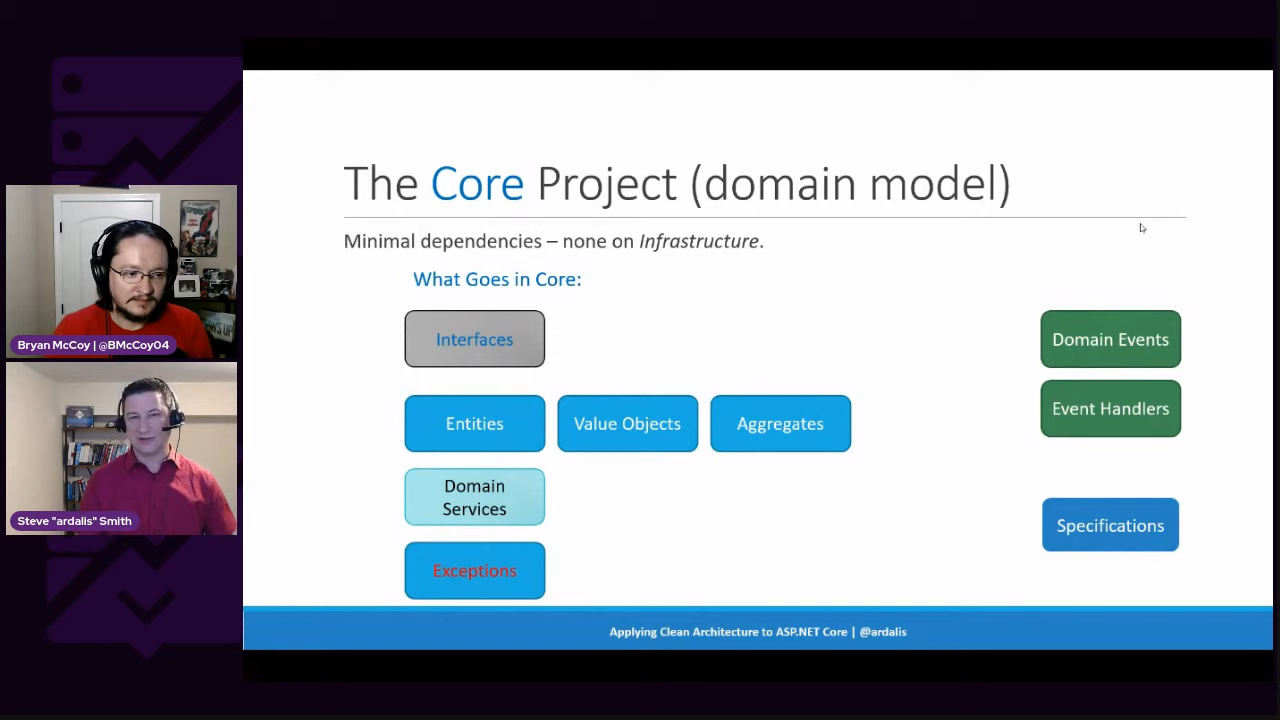 The Core Project (domain model)
Minimal dependencies – none on Infrastructure.
What Goes in Core:
Interfaces
Domain Events
Event Handlers
Entities
Value Objects
Aggregates
Domain
Services
Specifications
Exceptions
Applying Clean Architecture to ASP.NET Core | @ardalis
Bryan McCoy | @BMcCoy04
Steve "ardalis" Smith